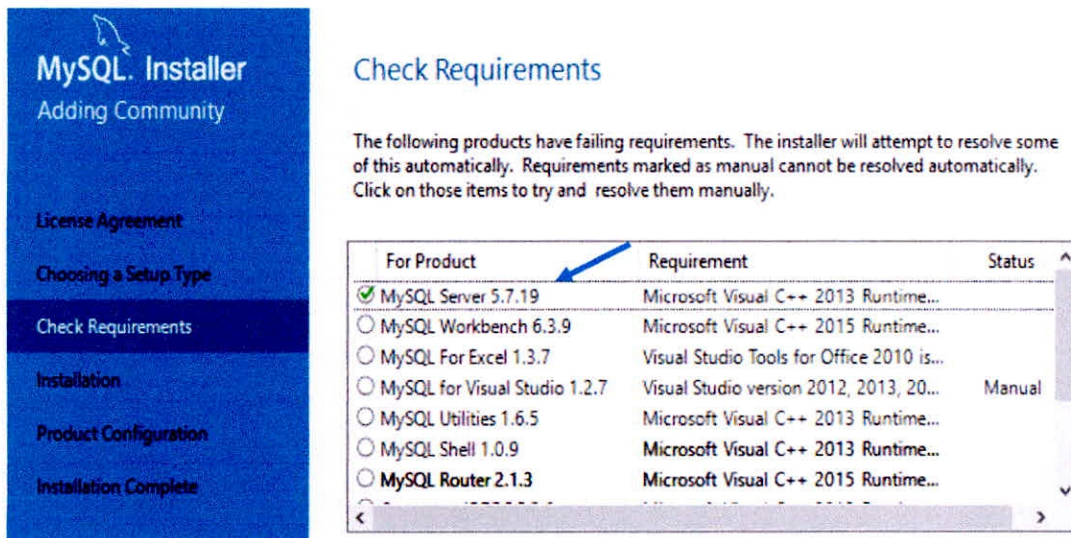 MySQL. Installer
Adding Community
License Agreement
Choosing a Setup Type
Check Requirements
Installation
Product Configuration
Installation Complete
Check Requirements
The following products have failing requirements. The installer will attempt to resolve some
of this automatically. Requirements marked as manual cannot be resolved automatically.
Click on those items to try and resolve them manually.
For Product Requirement Status
MySQL Server 5.7.19 Microsoft Visual C++ 2013 Runtime...
MySQL Workbench 6.3.9 Microsoft Visual C++ 2015 Runtime...
MySQL For Excel 1.3.7 Visual Studio Tools for Office 2010 is...
MySQL for Visual Studio 1.2.7 Visual Studio version 2012, 2013, 20... Manual
MySQL Utilities 1.6.5 Microsoft Visual C++ 2013 Runtime...
MySQL Shell 1.0.9 Microsoft Visual C++ 2013 Runtime...
MySQL Router 2.1.3 Microsoft Visual C++ 2015 Runtime...